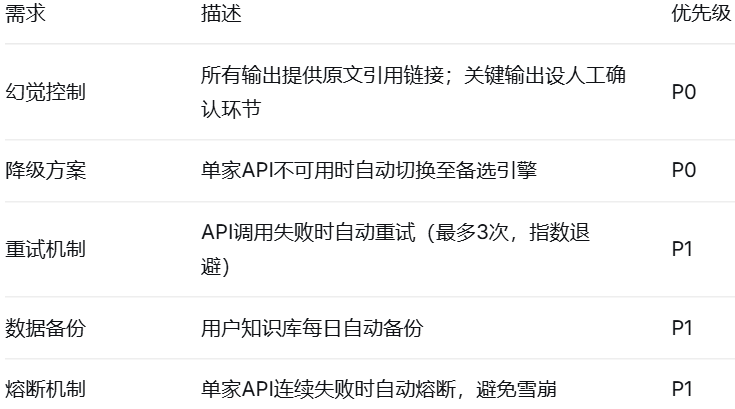 需求 描述 优先级
幻觉控制 所有输出提供原文引用链接；关键输出设人工确
认环节 P0
降级方案 单家API不可用时自动切换至备选引擎 P0
重试机制 API调用失败时自动重试（最多3次，指数退
避） P1
数据备份 用户知识库每日自动备份 P1
熔断机制 单家API连续失败时自动熔断，避免雪崩 P1